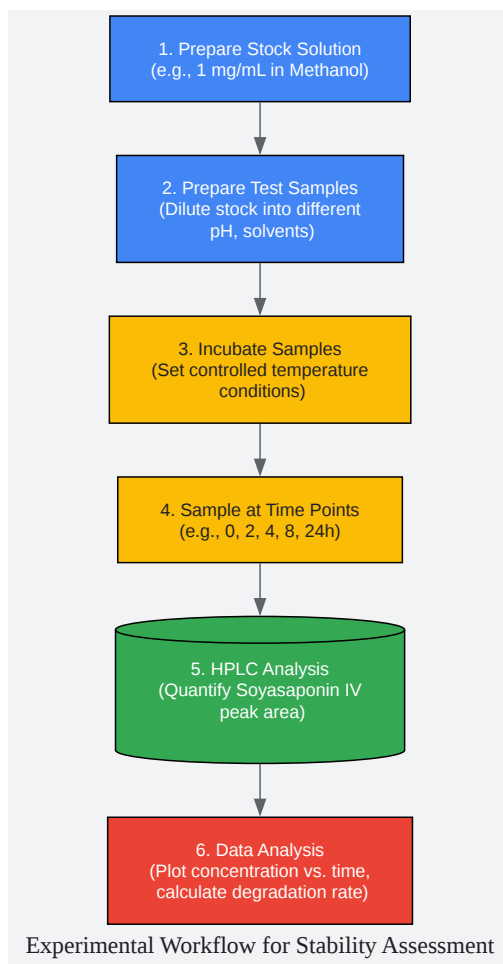 1. Prepare Stock Solution
(e.g., 1 mg/mL in Methanol)
2. Prepare Test Samples
(Dilute stock into different
pH, solvents)
3. Incubate Samples
(Set controlled temperature
conditions)
4. Sample at Time Points
(e.g., 0, 2, 4, 8, 24h)
5. HPLC Analysis
(Quantify Soyasaponin IV
peak area)
6. Data Analysis
(Plot concentration vs. time,
calculate degradation rate)
Experimental Workflow for Stability Assessment